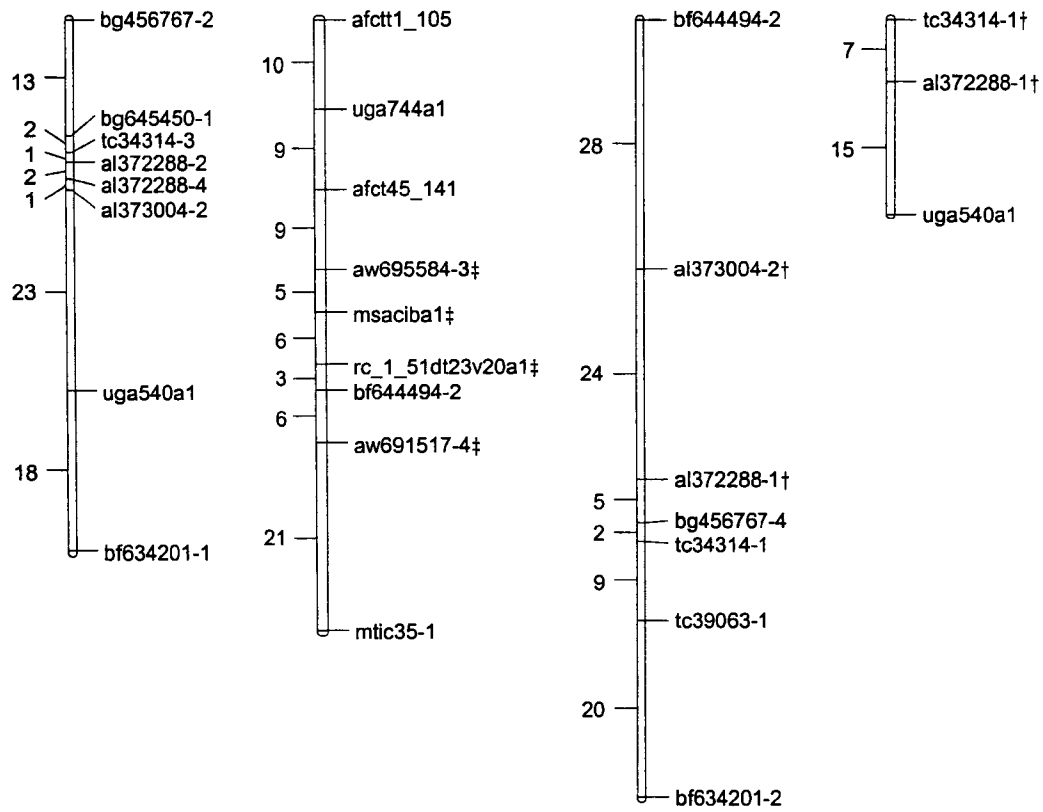 bg456767-2
13
bg645450-1
2
tc34314-3
1
al372288-2
2
al372288-4
1
al373004-2
23
uga540a1
18
bf634201-1
afctt1_105
10
uga744a1
9
afct45_141
9
aw695584-3‡
5
msaciba1‡
6
rc_1_51dt23v20a1‡
3
bf644494-2
6
aw691517-4‡
21
mtic35-1
bf644494-2
28
al373004-2†
24
al372288-1†
5
bg456767-4
2
tc34314-1
9
tc39063-1
20
bf634201-2
tc34314-1†
7
al372288-1†
15
uga540a1